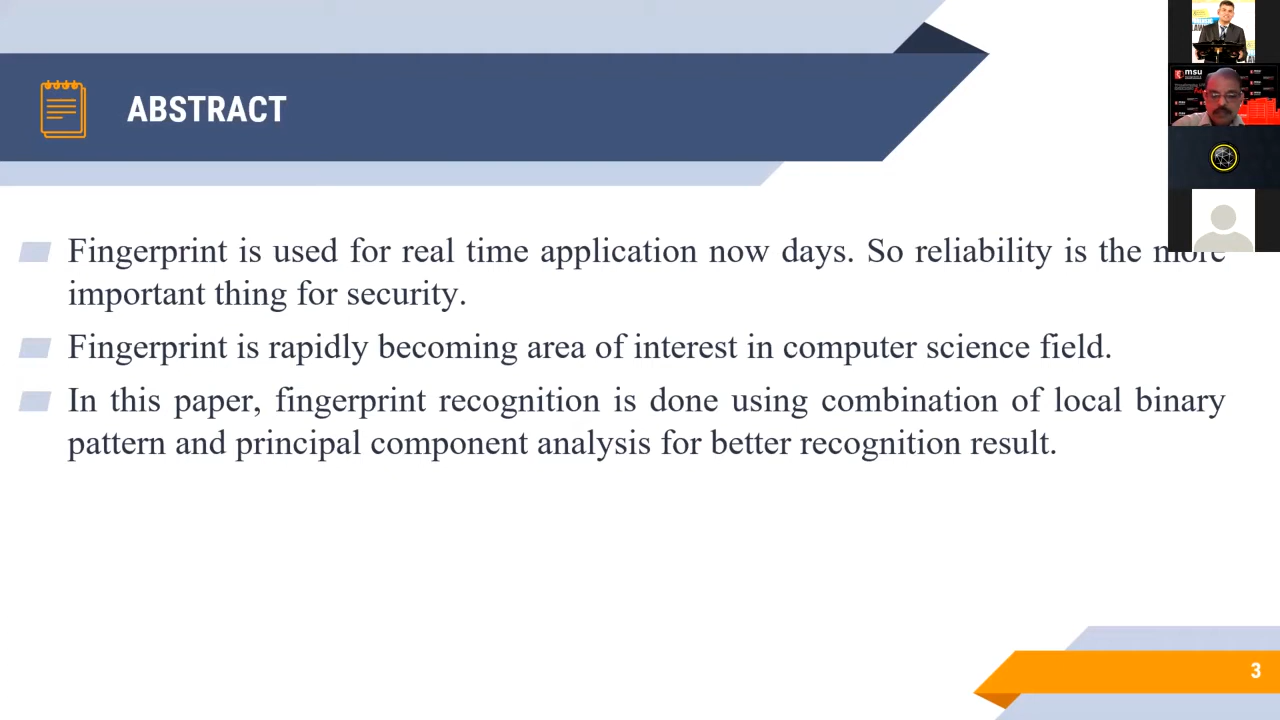 ABSTRACT
msu
Fingerprint is used for real time application now days. So reliability is the more
important thing for security.
Fingerprint is rapidly becoming area of interest in computer science field.
In this paper, fingerprint recognition is done using combination of local binary
pattern and principal component analysis for better recognition result.
3